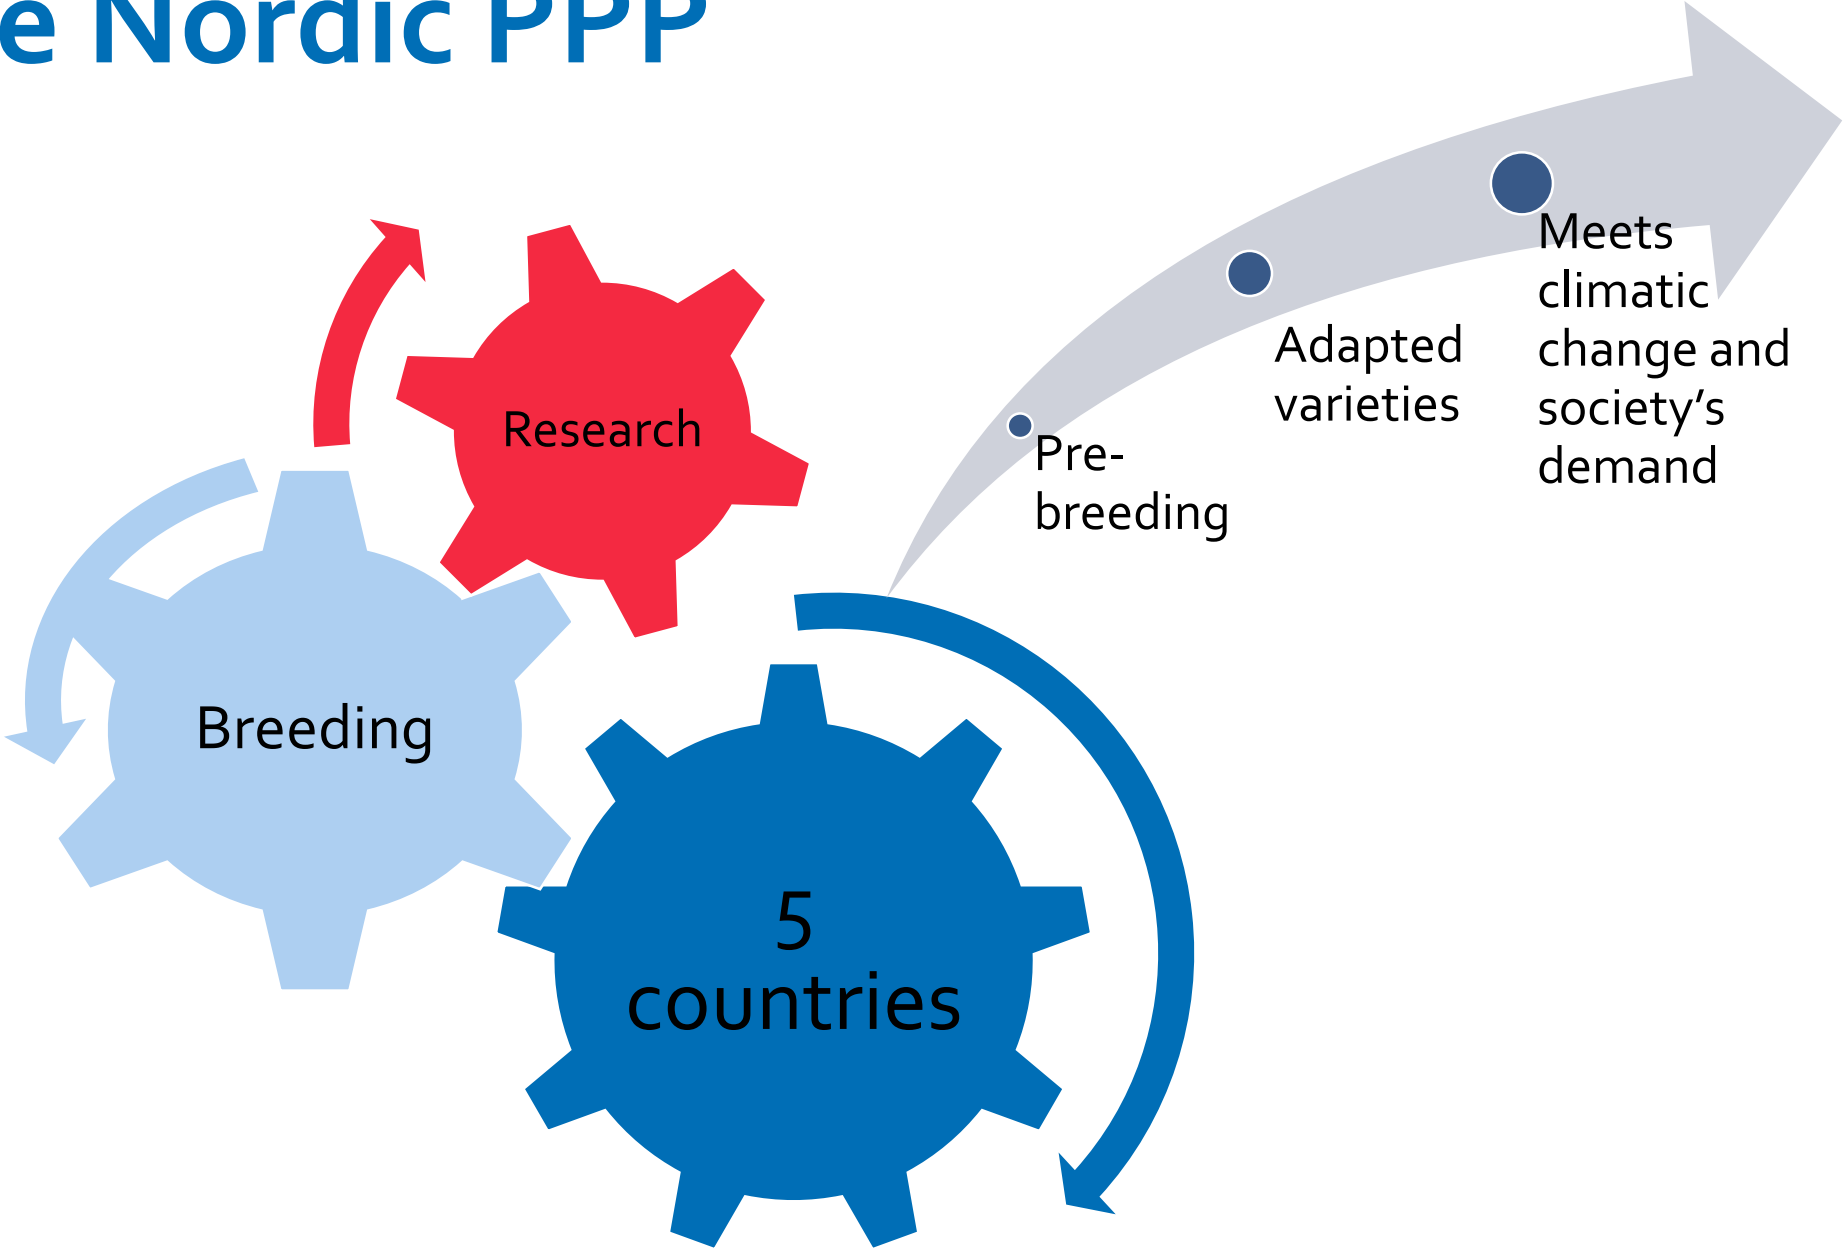 e Nordic PPP
Research
Breeding
5
countries
Pre-
breeding
Adapted
varieties
Meets
climatic
change and
society’s
demand